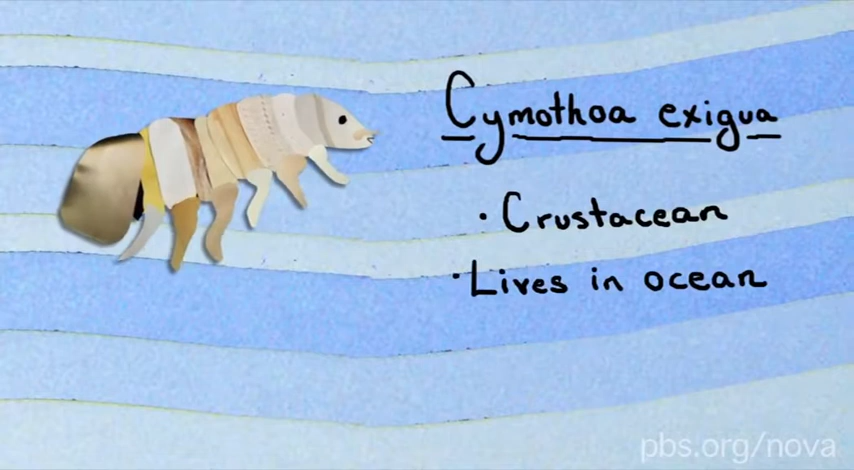 Cymothoa exigua
· Crustacean
· Lives in ocean
pbs.org/nova